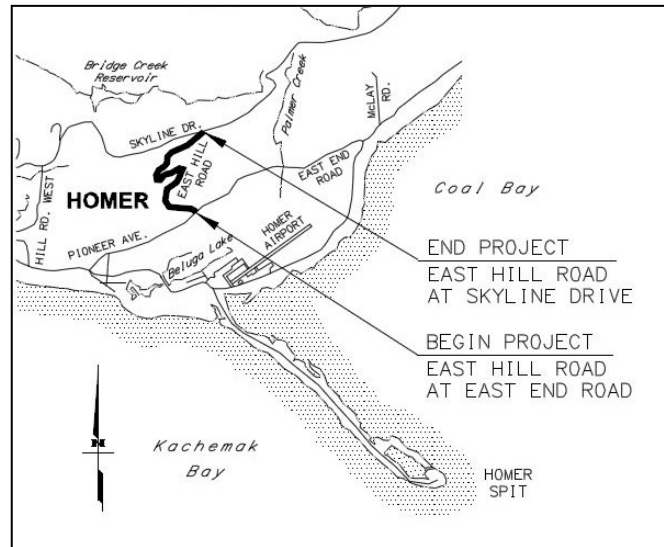 Bridge Creek
Reservoir
SKYLINE DR.
Palmer Creek
McLAY
RD.
EAST HILL
ROAD
EAST END
ROAD
Coal Bay
HILL RD. WEST
HOMER
PIONEER AVE.
Beluga Lake
HOMER
AIRPORT
END PROJECT
EAST HILL ROAD
AT SKYLINE DRIVE
BEGIN PROJECT
EAST HILL ROAD
AT EAST END ROAD
N
Kachemak
Bay
HOMER
SPIT